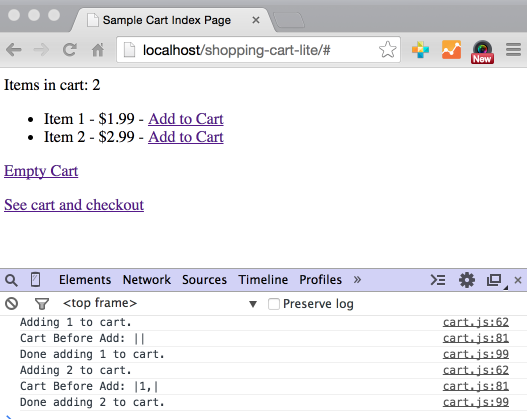 Sample Cart Index Page
localhost/shopping-cart-lite/#
New
Items in cart: 2
Item 1 - $1.99 - Add to Cart
Item 2 - $2.99 - Add to Cart
Empty Cart
See cart and checkout
Elements Network Sources Timeline Profiles »
<top frame> Preserve log
Adding 1 to cart. cart.js:62
Cart Before Add: || cart.js:81
Done adding 1 to cart. cart.js:99
Adding 2 to cart. cart.js:62
Cart Before Add: |1,| cart.js:81
Done adding 2 to cart. cart.js:99